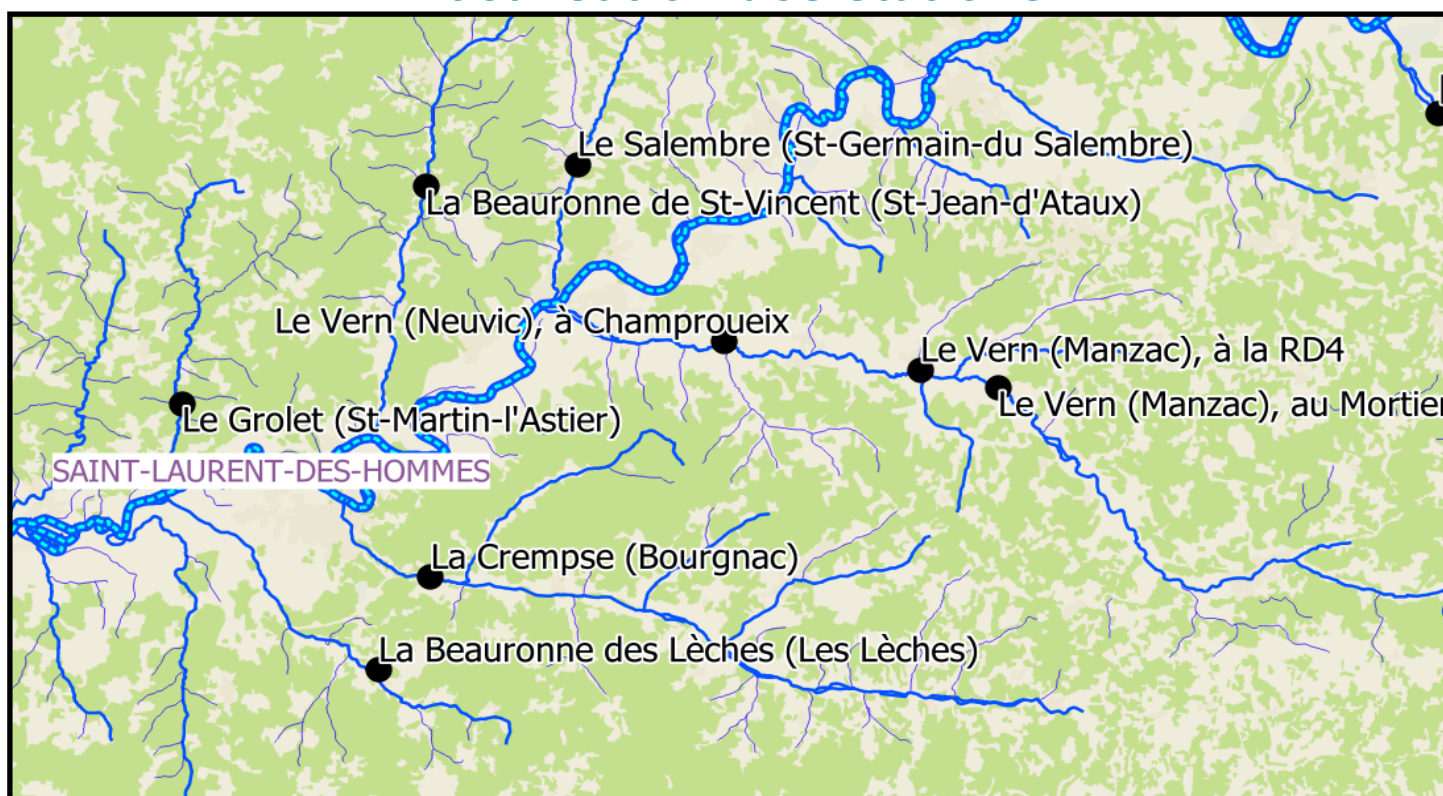 Le Salembre (St-Germain-du Salembre)
La Beauronne de St-Vincent (St-Jean-d'Ataux)
Le Vern (Neuvic), à Champroueix
Le Vern (Manzac), à la RD4
Le Vern (Manzac), au Mortier
Le Grolet (St-Martin-l'Astier)
SAINT-LAURENT-DES-HOMMES
La Crempse (Bourgnac)
La Beauronne des Lèches (Les Lèches)